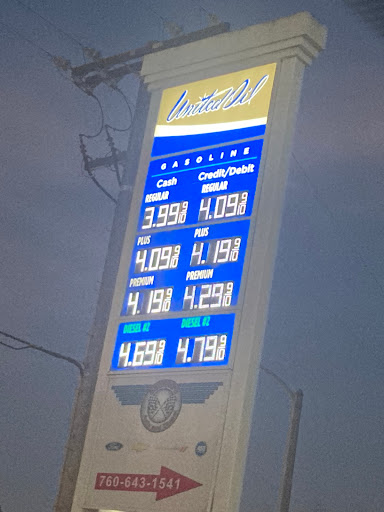 United Oil
GASOLINE
Cash Credit/Debit
REGULAR REGULAR
3.99 9/10 4.09 9/10
PLUS PLUS
4.09 9/10 4.19 9/10
PREMIUM PREMIUM
4.19 9/10 4.29 9/10
DIESEL #2 DIESEL #2
4.69 9/10 4.79 9/10
Ford
760-643-1541